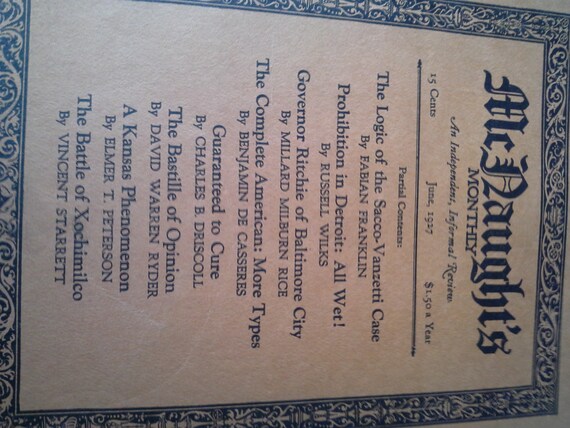 McNaught's
MONTHLY
An Independent, Informal Review
15 Cents June, 1927 $1.50 a Year
Partial Contents:
The Logic of the Sacco-Vanzetti Case
By FABIAN FRANKLIN
Prohibition in Detroit: All Wet!
By RUSSELL WILKS
Governor Ritchie of Baltimore City
By MILLARD MILBURN RICE
The Complete American: More Types
By BENJAMIN DE CASSERES
Guaranteed to Cure
By CHARLES B. DRISCOLL
The Bastille of Opinion
By DAVID WARREN RYDER
A Kansas Phenomenon
By ELMER T. PETERSON
The Battle of Xochimilco
By VINCENT STARRETT